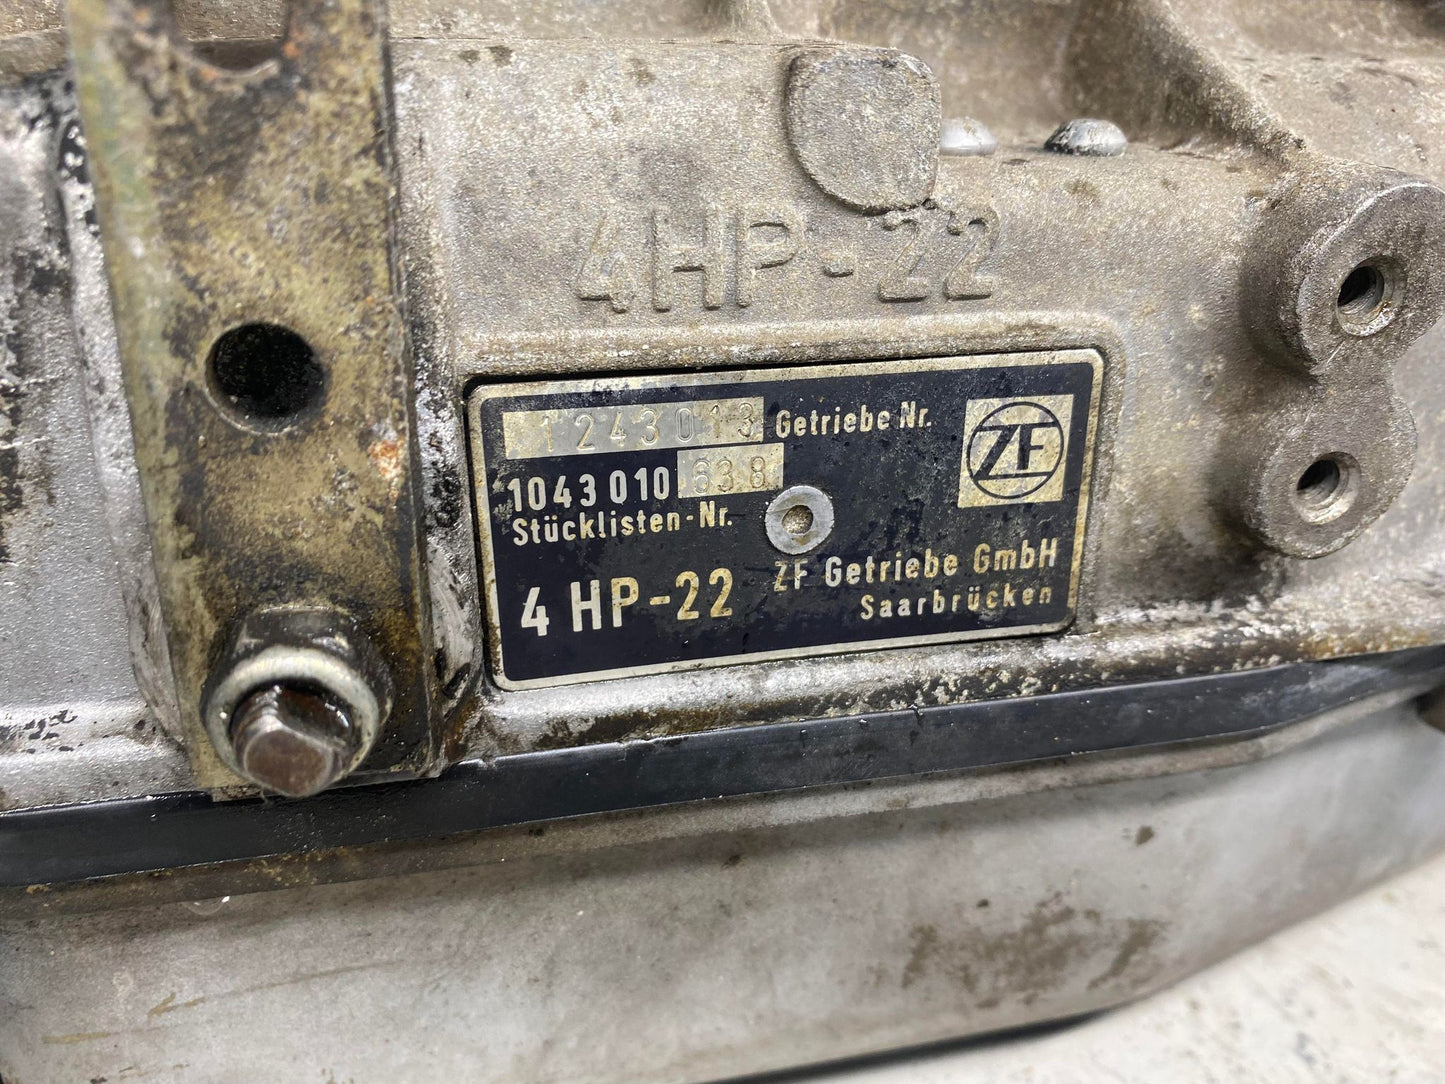 4HP-22
1243013 Getriebe Nr.
ZF
1043 010 638
Stücklisten-Nr.
4 HP-22
ZF Getriebe GmbH
Saarbrücken